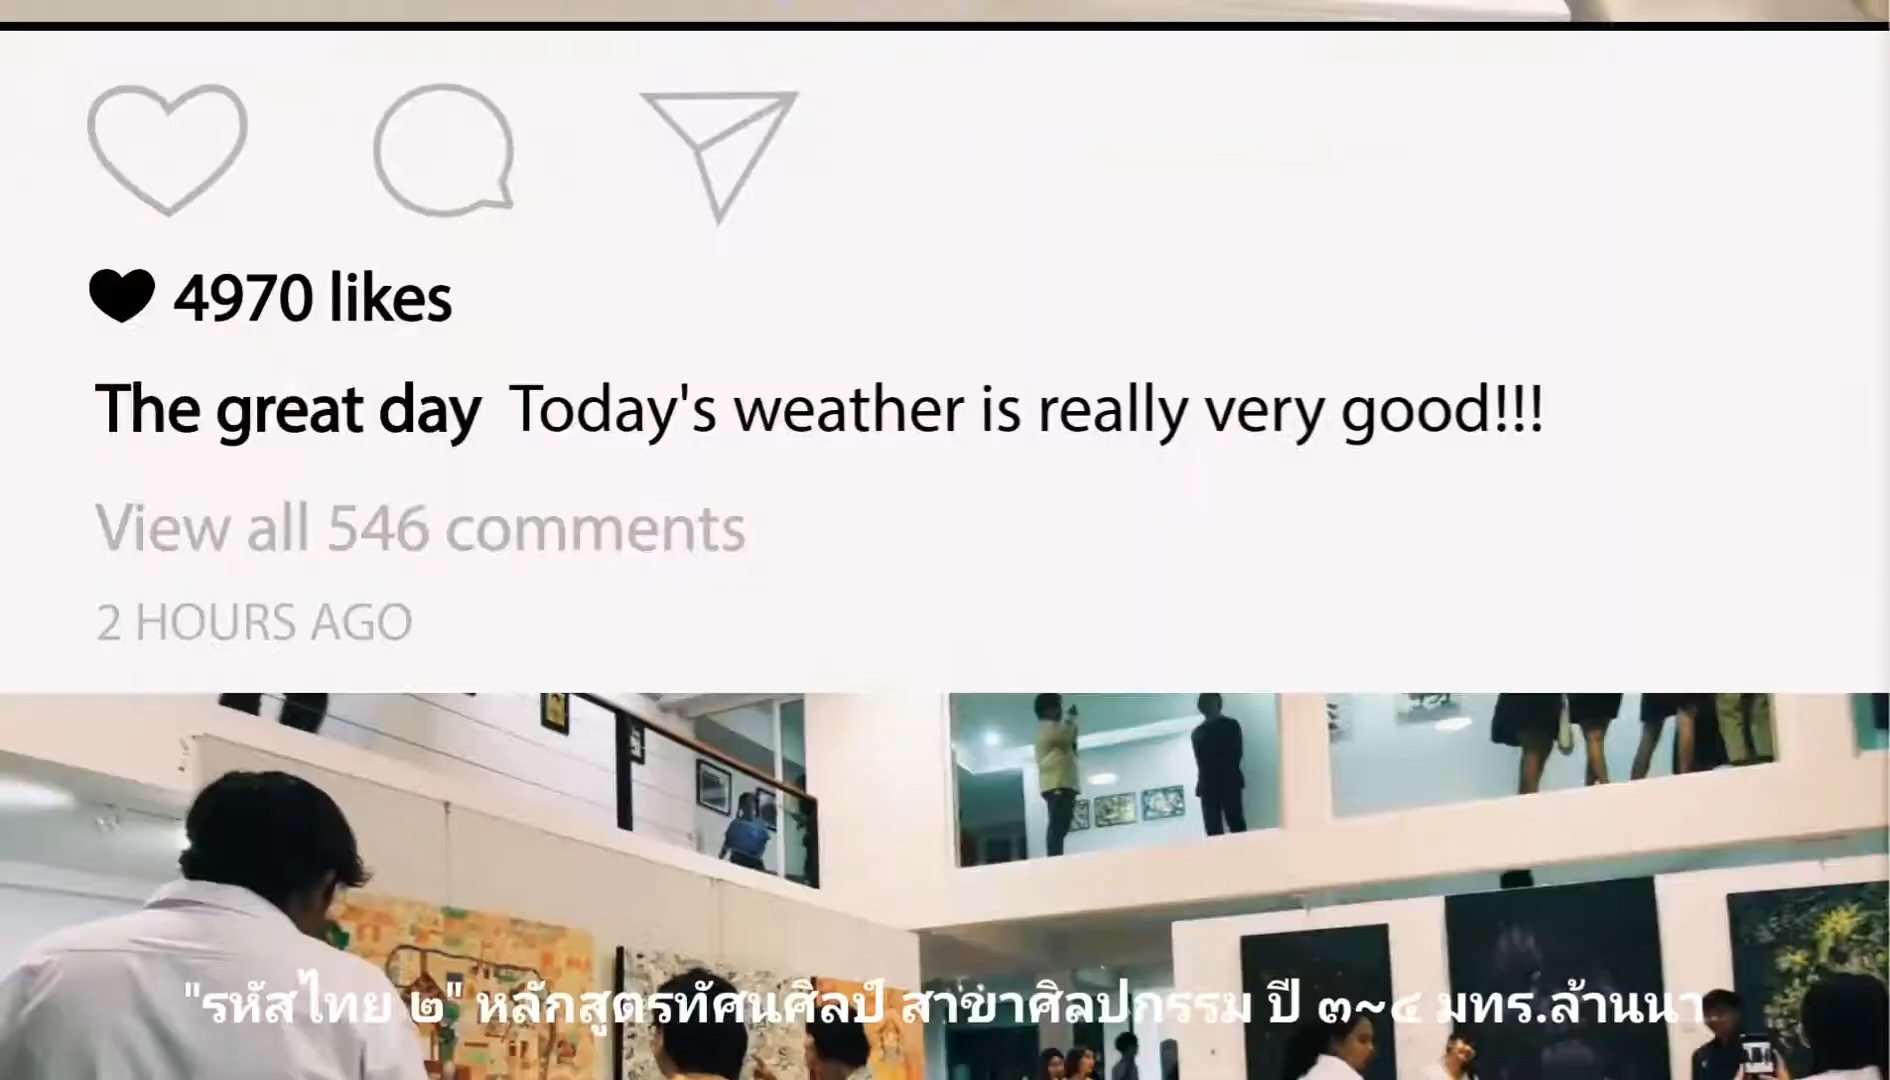 4970 likes
The great day Today's weather is really very good!!!
View all 546 comments
2 HOURS AGO
"รหัสไทย ๒" หลักสูตรทัศนศิลป์ สาขาศิลปกรรม ปี ๓~๔ มทร.ล้านนา